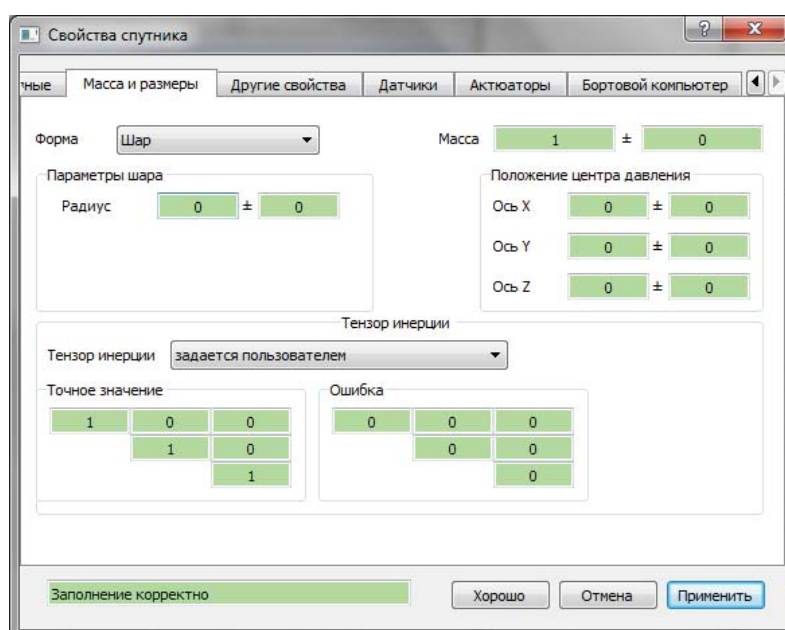 Свойства спутника
?
тные Масса и размеры Другие свойства Датчики Актюаторы Бортовой компьютер
Форма Шар Масса 1 ± 0
Параметры шара Положение центра давления
Радиус 0 ± 0 Ось X 0 ± 0
Ось Y 0 ± 0
Ось Z 0 ± 0
Тензор инерции
Тензор инерции задается пользователем
Точное значение Ошибка
1 0 0 0 0 0
1 0 0 0
1 0
Заполнение корректно Хорошо Отмена Применить